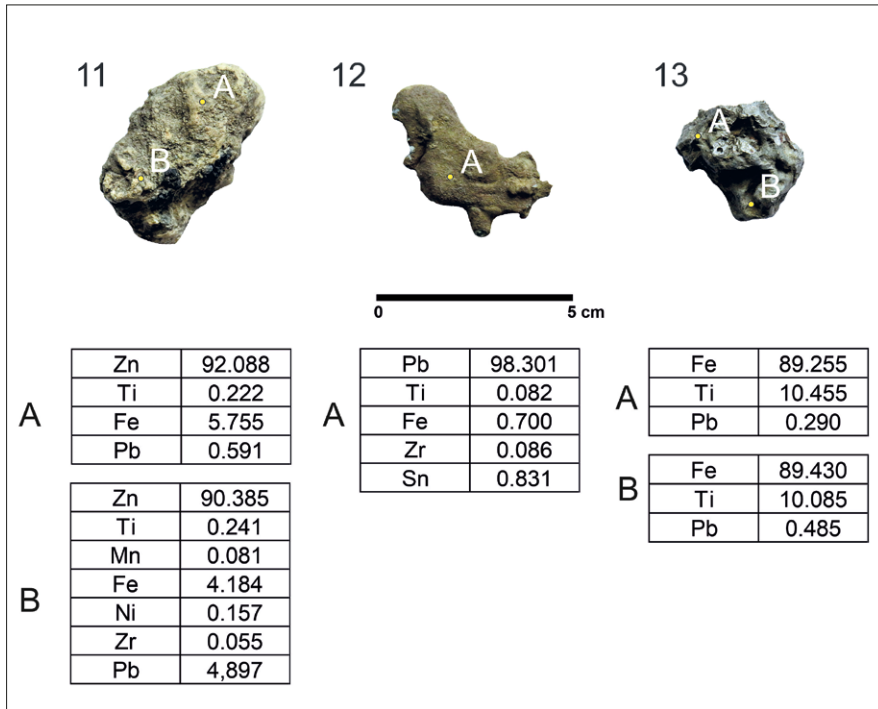 11
12
13
A
B
A
A
B
0 5 cm
A
Zn 92.088
Ti 0.222
Fe 5.755
Pb 0.591
B
Zn 90.385
Ti 0.241
Mn 0.081
Fe 4.184
Ni 0.157
Zr 0.055
Pb 4,897
A
Pb 98.301
Ti 0.082
Fe 0.700
Zr 0.086
Sn 0.831
A
Fe 89.255
Ti 10.455
Pb 0.290
B
Fe 89.430
Ti 10.085
Pb 0.485